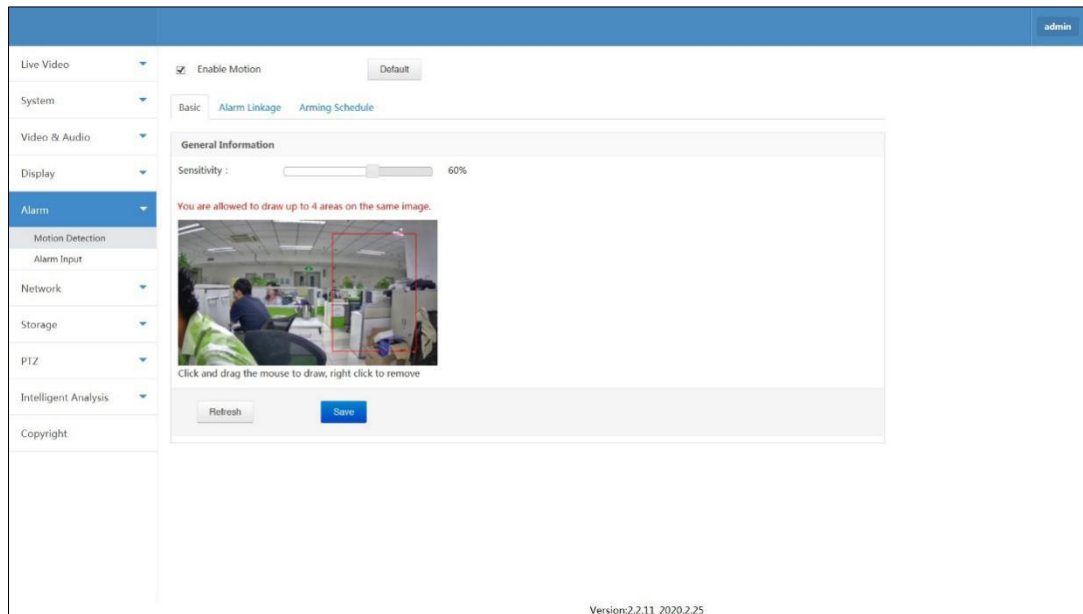 admin
Live Video
System
Video & Audio
Display
Alarm
Motion Detection
Alarm Input
Network
Storage
PTZ
Intelligent Analysis
Copyright
Enable Motion Default
Basic Alarm Linkage Arming Schedule
General Information
Sensitivity : 60%
You are allowed to draw up to 4 areas on the same image.
Click and drag the mouse to draw, right click to remove
Refresh Save
Version:2.2.11 2020.2.25